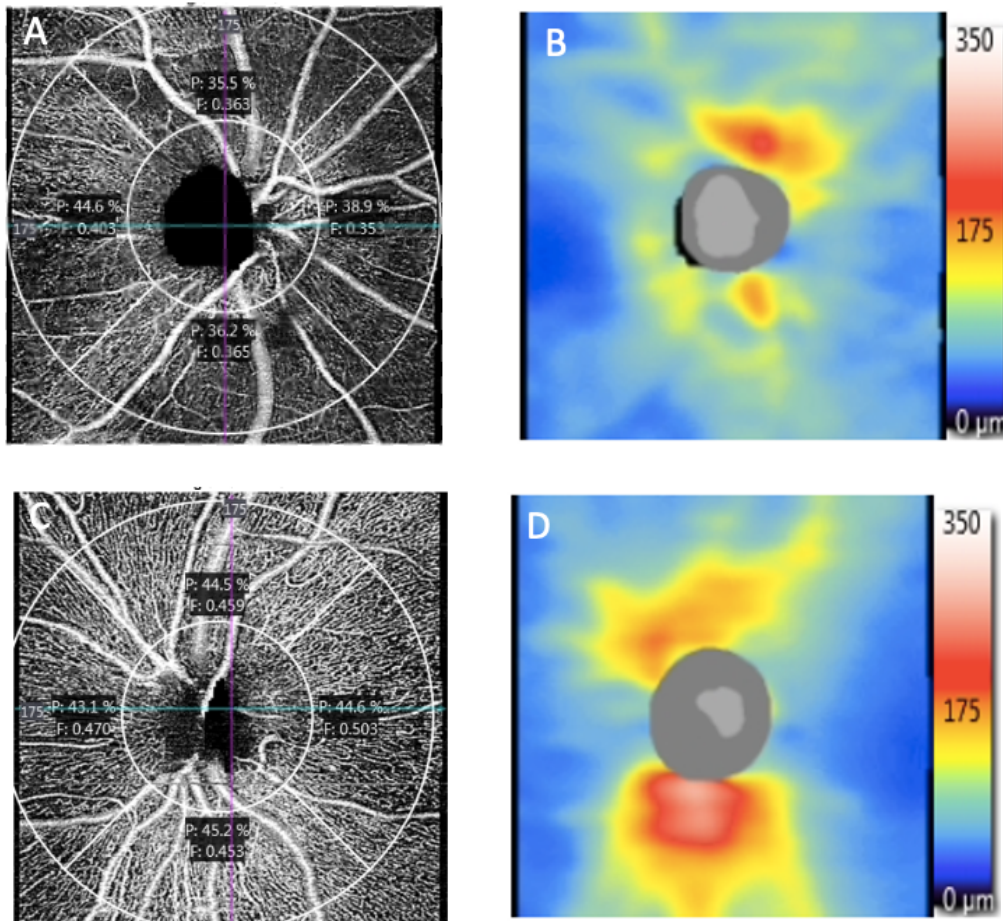 A
175
P: 35.5 %
F: 0.363
P: 44.6 %
F: 0.403
175
P: 38.9 %
F: 0.353
P: 36.2 %
F: 0.365
B
350
175
0 µm
C
175
P: 44.5 %
F: 0.459
P: 43.1 %
F: 0.470
175
P: 44.6 %
F: 0.503
P: 45.2 %
F: 0.453
D
350
175
0 µm